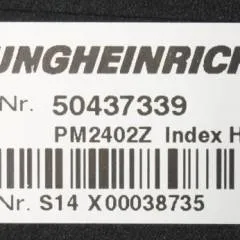 UNGHEINRICH
Nr. 50437339
PM2402Z Index H
Nr. S14 X00038735